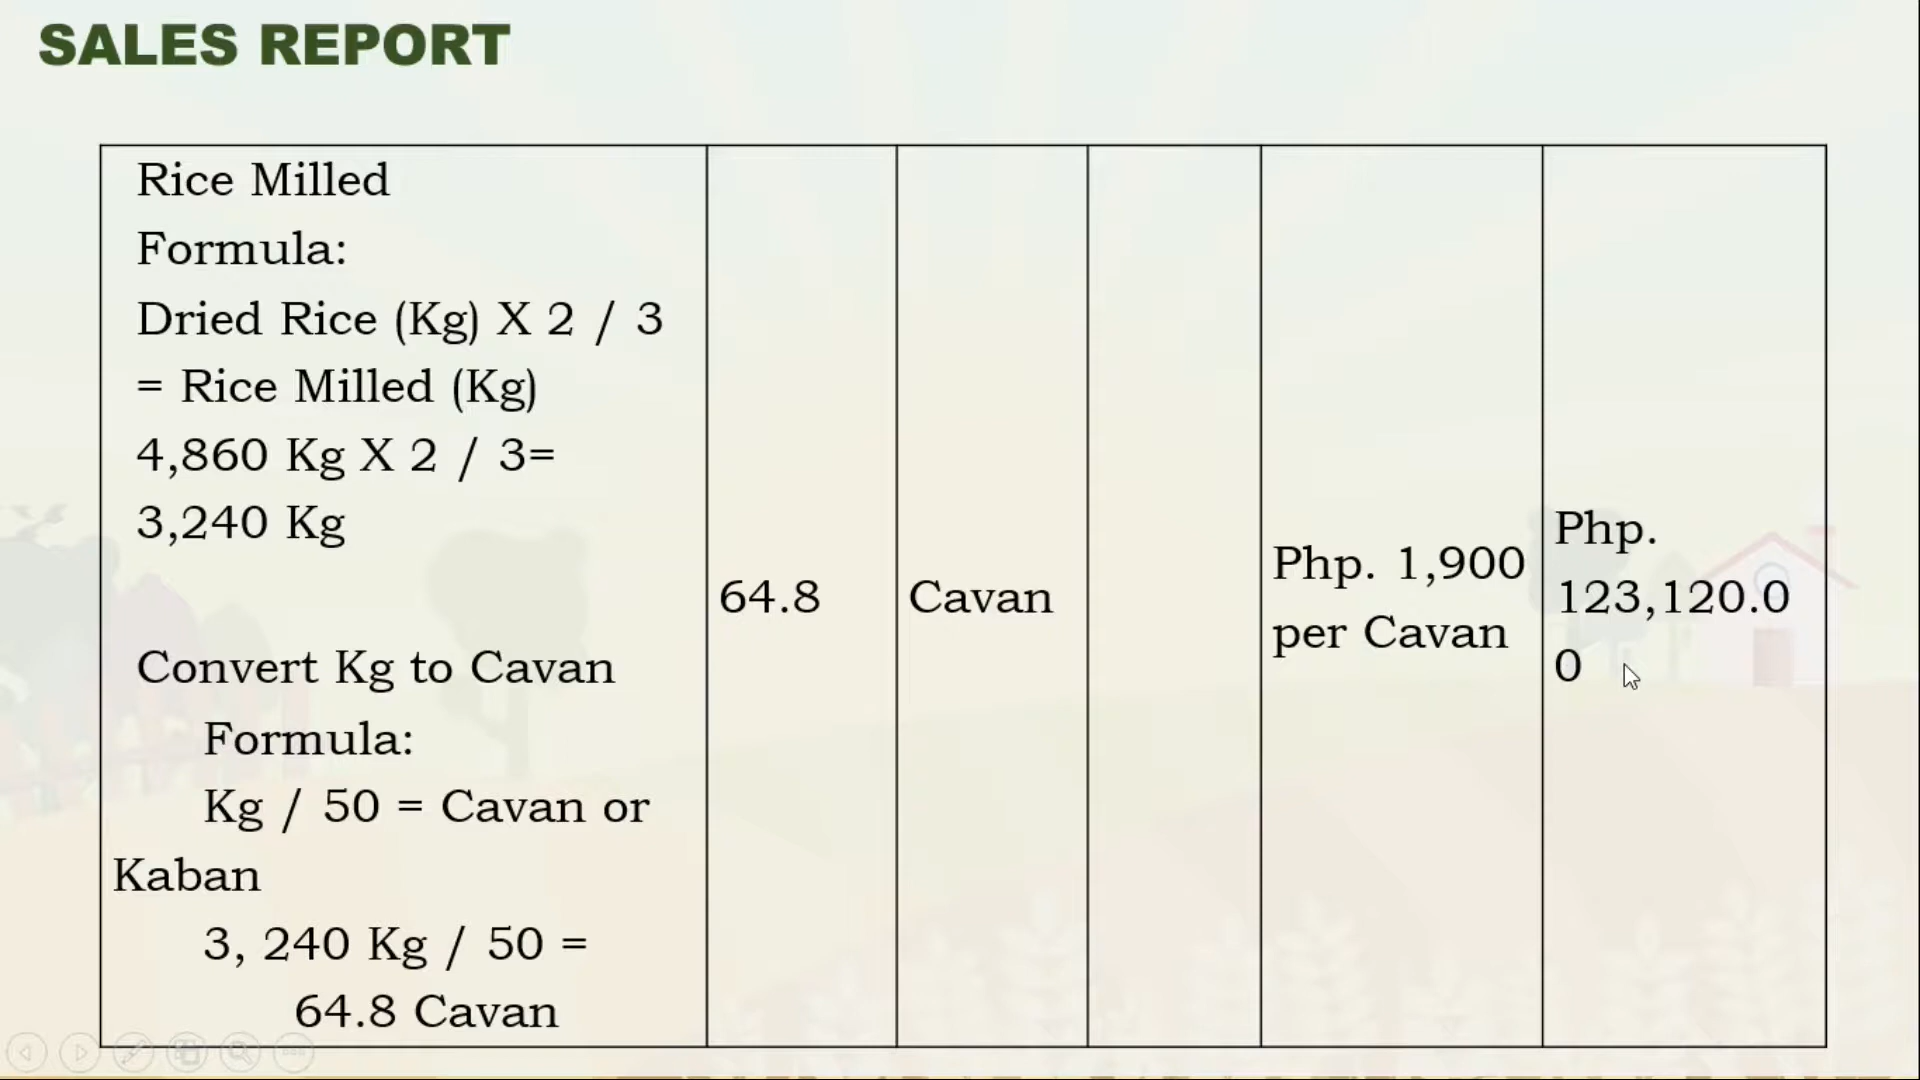 SALES REPORT
Rice Milled
Formula:
Dried Rice (Kg) X 2 / 3
= Rice Milled (Kg)
4,860 Kg X 2 / 3=
3,240 Kg
Convert Kg to Cavan
Formula:
Kg / 50 = Cavan or
Kaban
3, 240 Kg / 50 =
64.8 Cavan
64.8
Cavan
Php. 1,900
per Cavan
Php.
123,120.0
0